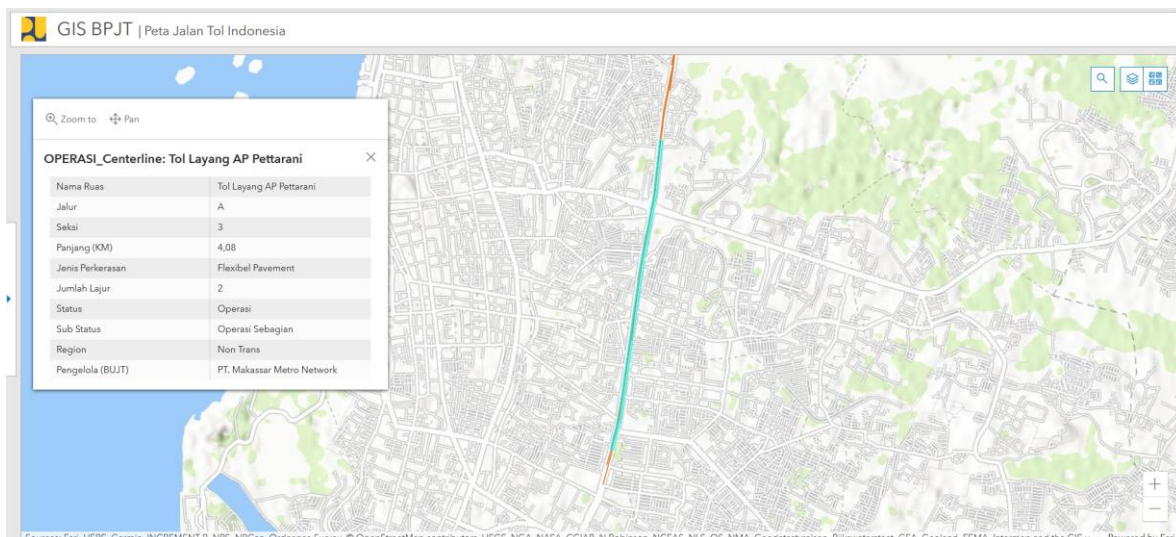 GIS BPJT | Peta Jalan Tol Indonesia
Zoom to Pan
OPERASI_Centerline: Tol Layang AP Pettarani
Nama Ruas Tol Layang AP Pettarani
Jalur A
Seksi 3
Panjang (KM) 4,08
Jenis Perkerasan Flexibel Pavement
Jumlah Lajur 2
Status Operasi
Sub Status Operasi Sebagian
Region Non Trans
Pengelola (BUJT) PT. Makassar Metro Network